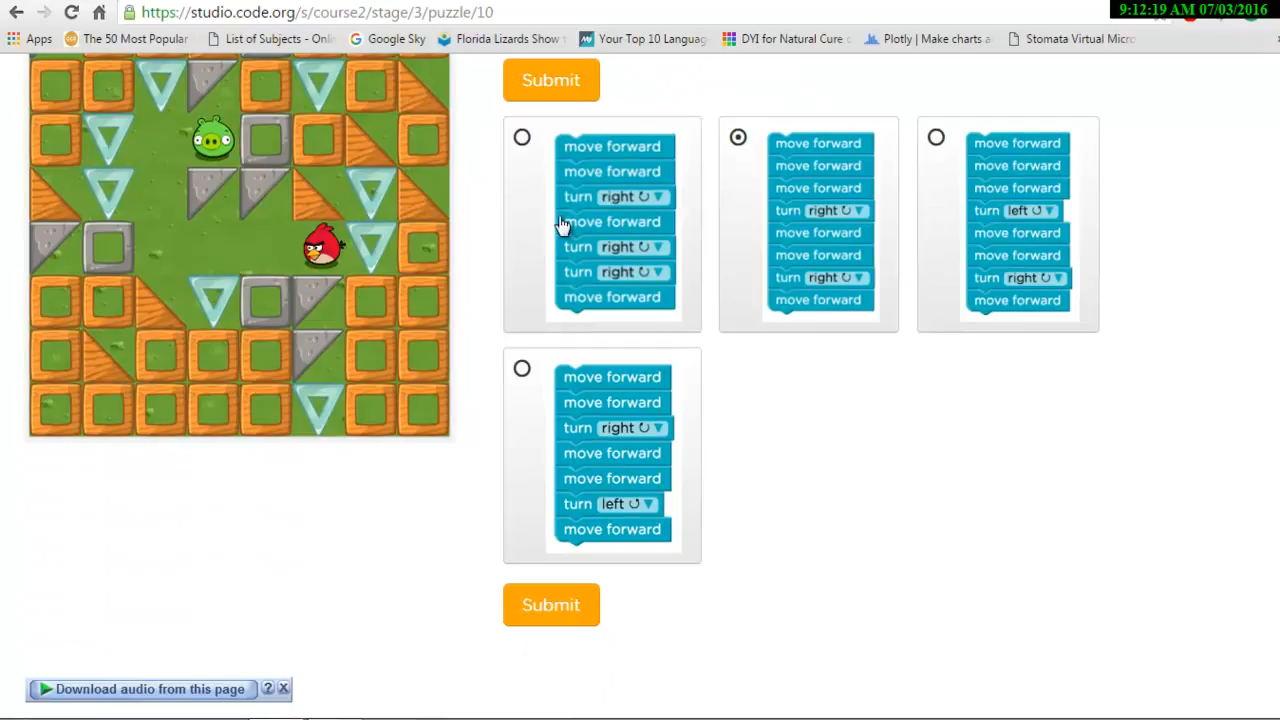 9:12:19 AM 07/03/2016
https://studio.code.org/s/course2/stage/3/puzzle/10
Apps The 50 Most Popular List of Subjects - Onli Google Sky Florida Lizards Show Your Top 10 Languag DYI for Natural Cure Plotly | Make charts a Stomata Virtual Micro
Submit
move forward
move forward
turn right
move forward
turn right
turn right
move forward
move forward
move forward
move forward
turn right
move forward
move forward
turn right
move forward
move forward
move forward
move forward
turn left
move forward
move forward
turn right
move forward
move forward
move forward
turn right
move forward
move forward
turn left
move forward
Submit
Download audio from this page ? X